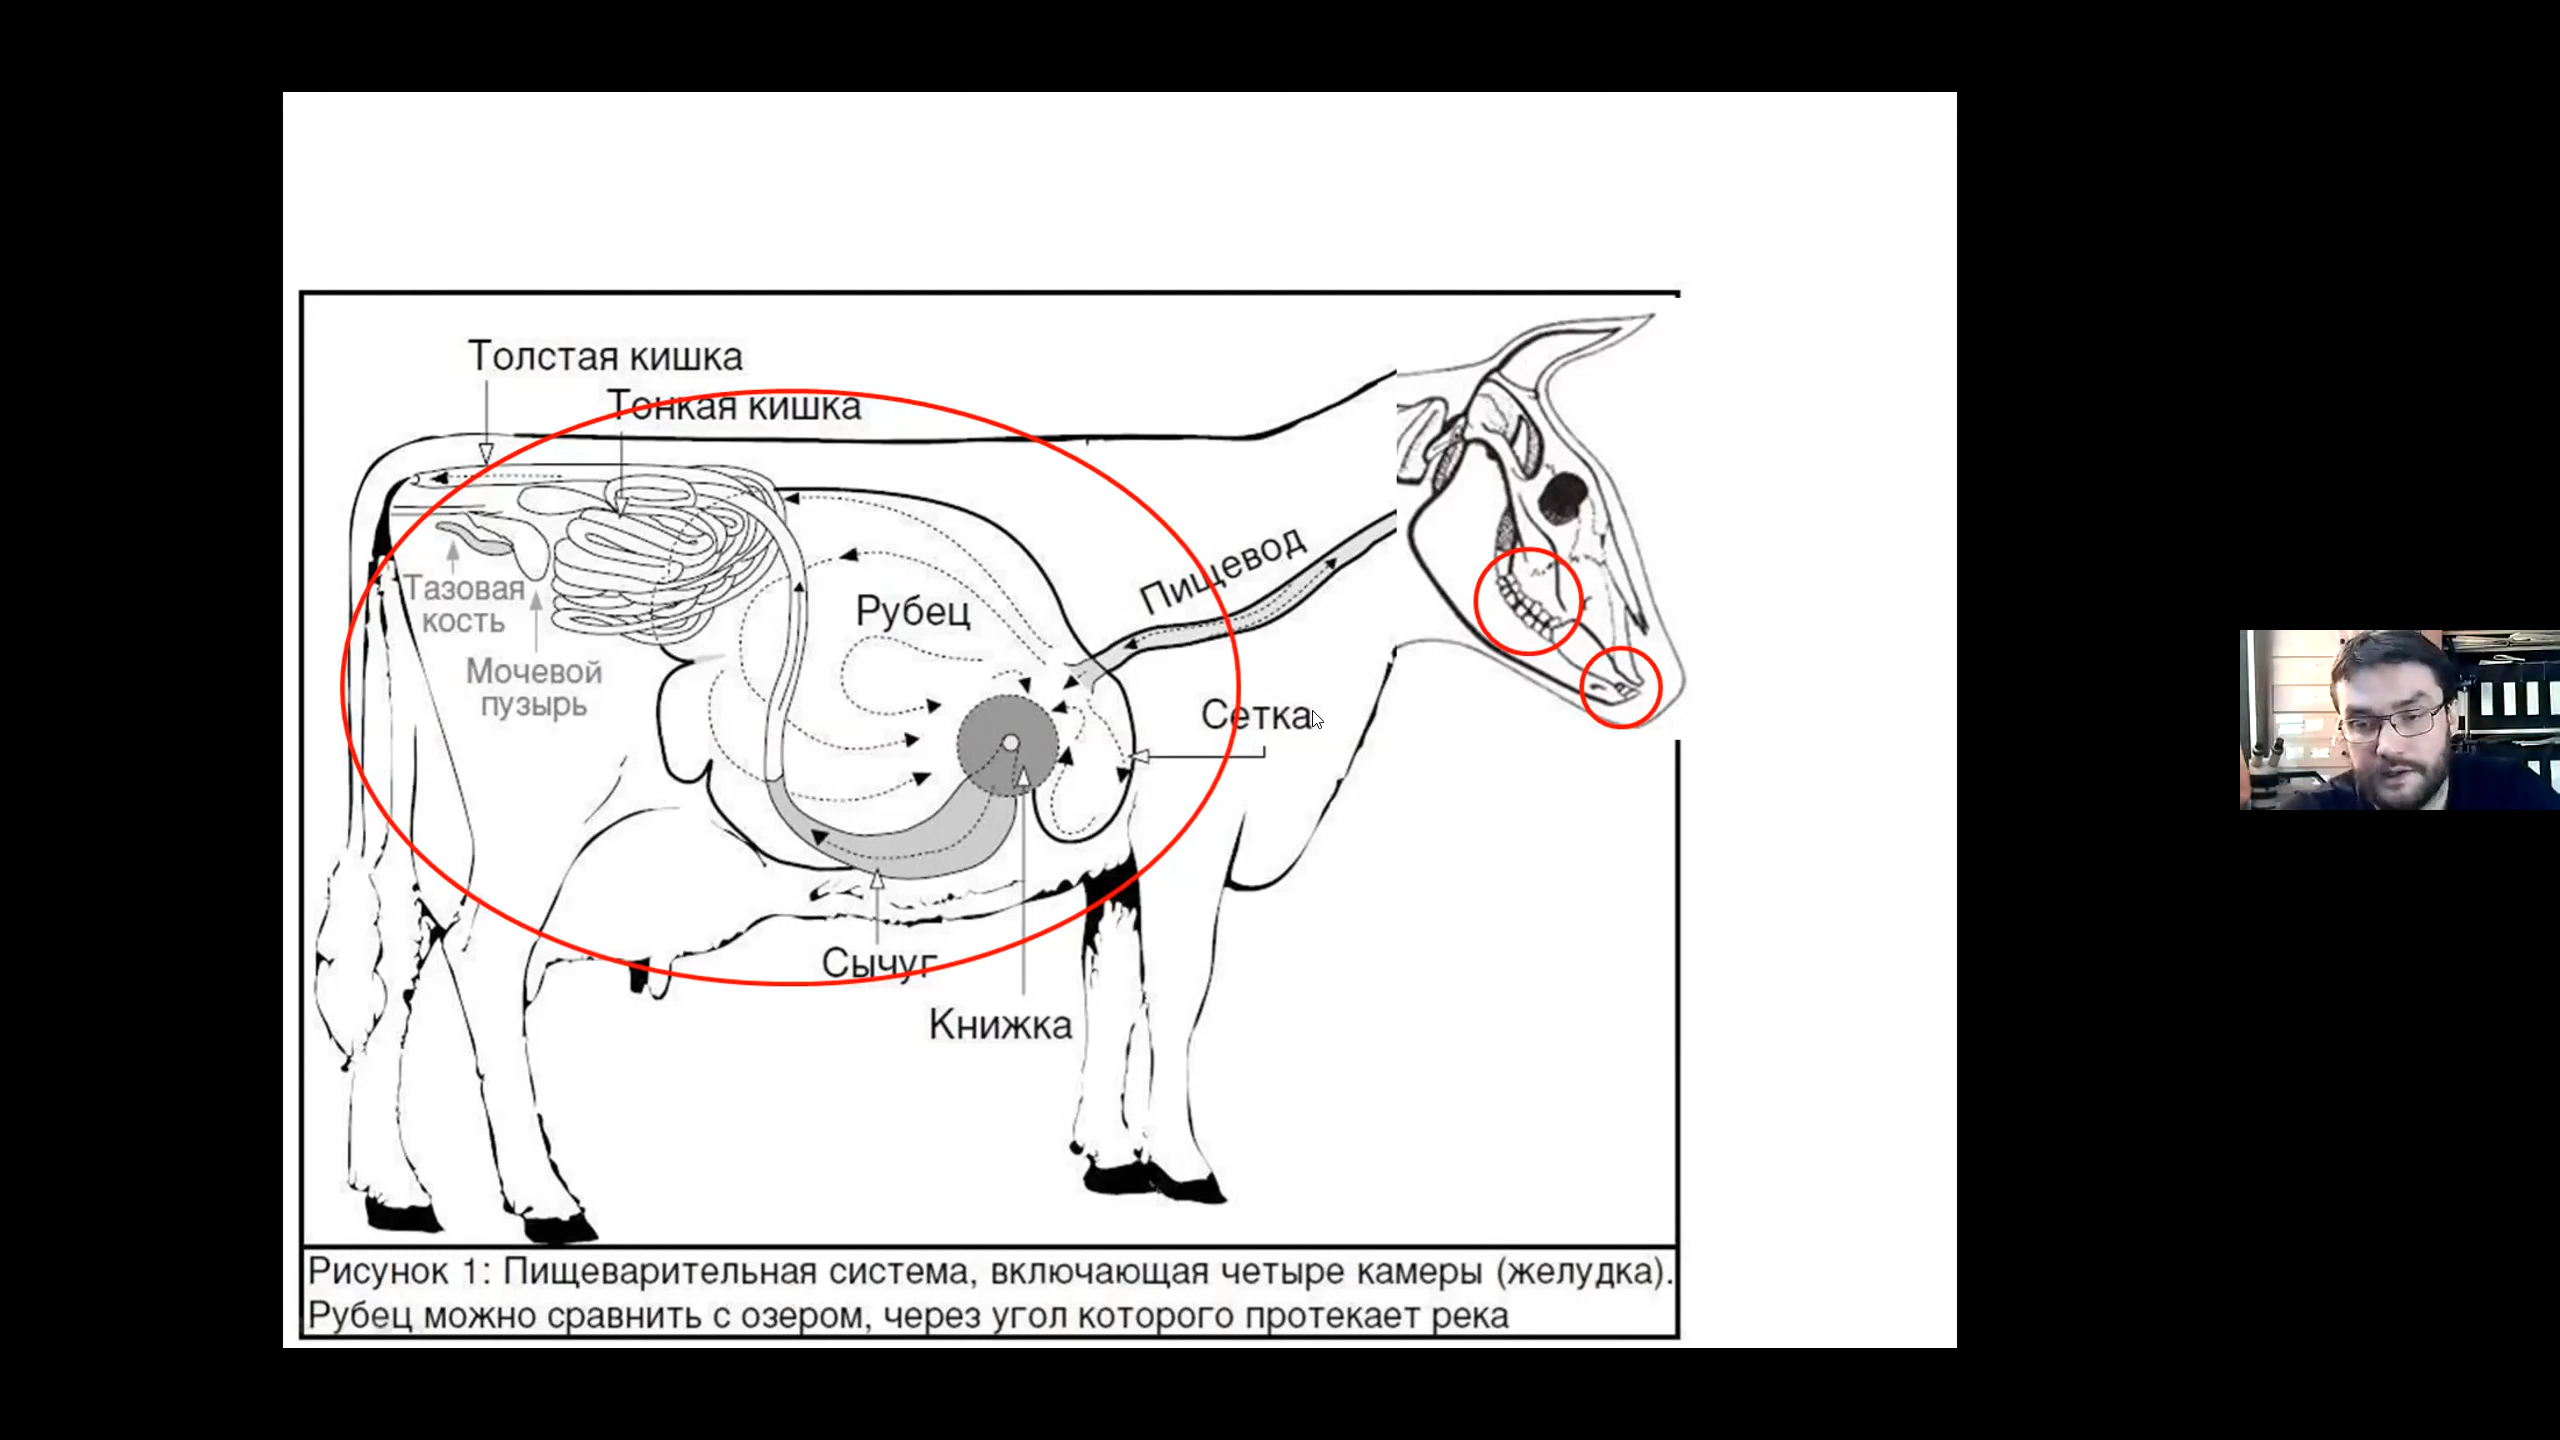 Толстая кишка
Тонкая кишка
Пищевод
Рубец
Тазовая
кость
Мочевой
пузырь
Сетка
Сычуг
Книжка
Рисунок 1: Пищеварительная система, включающая четыре камеры (желудка).
Рубец можно сравнить с озером, через угол которого протекает река